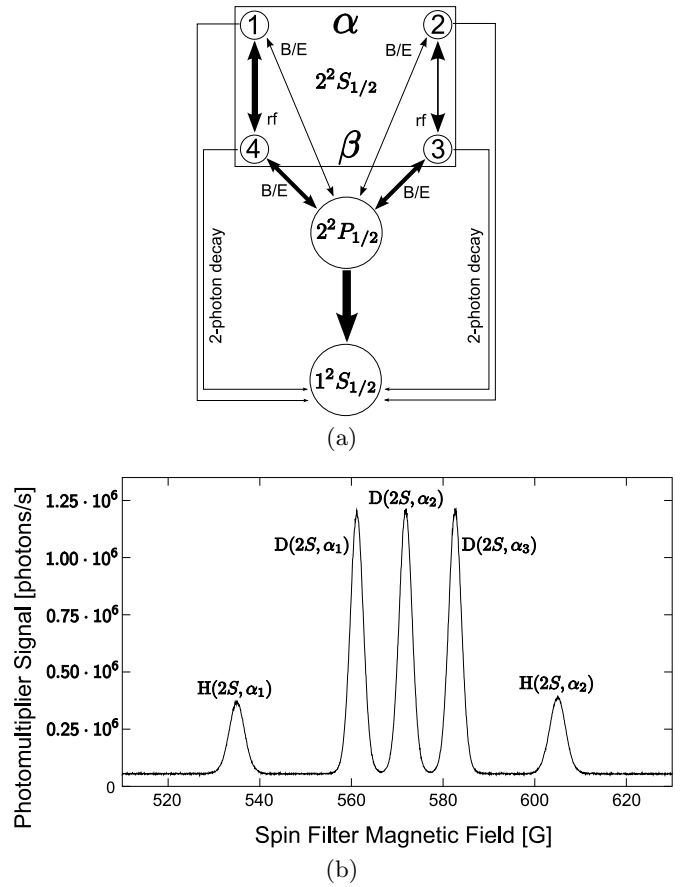 1 α 2
B/E B/E
2²S₁/₂
rf rf
4 β 3
B/E B/E
2²P₁/₂
2-photon decay 2-photon decay
1²S₁/₂
(a)
Photomultiplier Signal [photons/s]
1.25 · 10⁶
1.00 · 10⁶
0.75 · 10⁶
0.50 · 10⁶
0.25 · 10⁶
0
D(2S, α₂)
D(2S, α₁) D(2S, α₃)
H(2S, α₁) H(2S, α₂)
520 540 560 580 600 620
Spin Filter Magnetic Field [G]
(b)